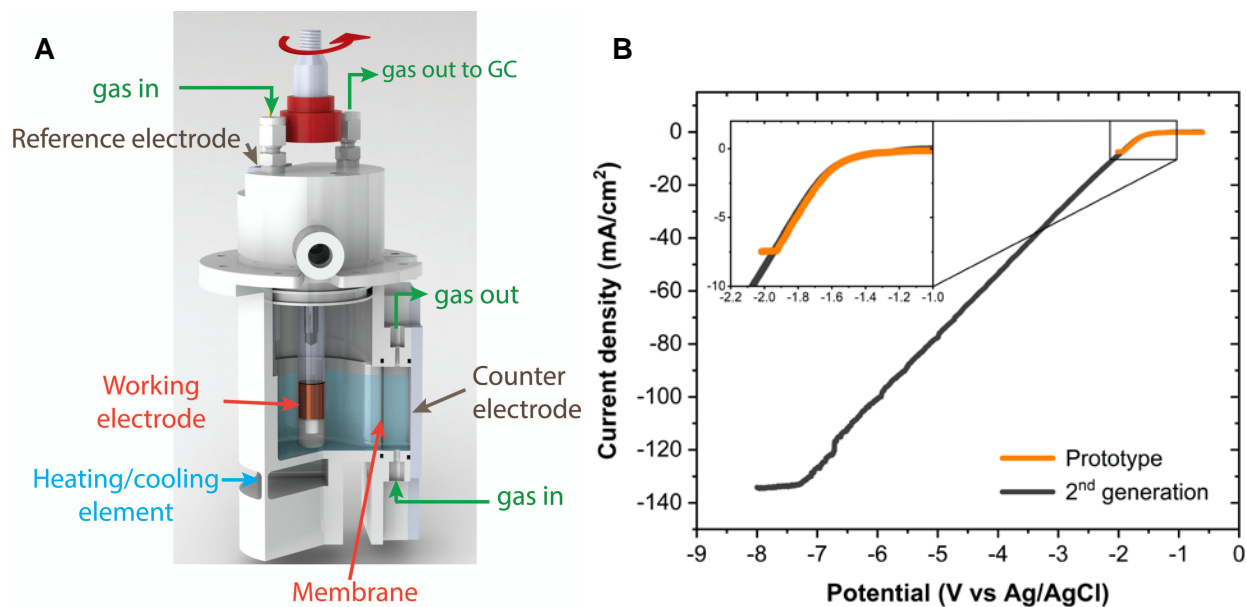 A
gas in
gas out to GC
Reference electrode
gas out
Working
electrode
Counter
electrode
Heating/cooling
element
gas in
Membrane
B
Current density (mA/cm²)
0
-20
-40
-60
-80
-100
-120
-140
0
-5
-10
-2.2 -2.0 -1.8 -1.6 -1.4 -1.2 -1.0
Prototype
2nd generation
-9 -8 -7 -6 -5 -4 -3 -2 -1 0
Potential (V vs Ag/AgCl)